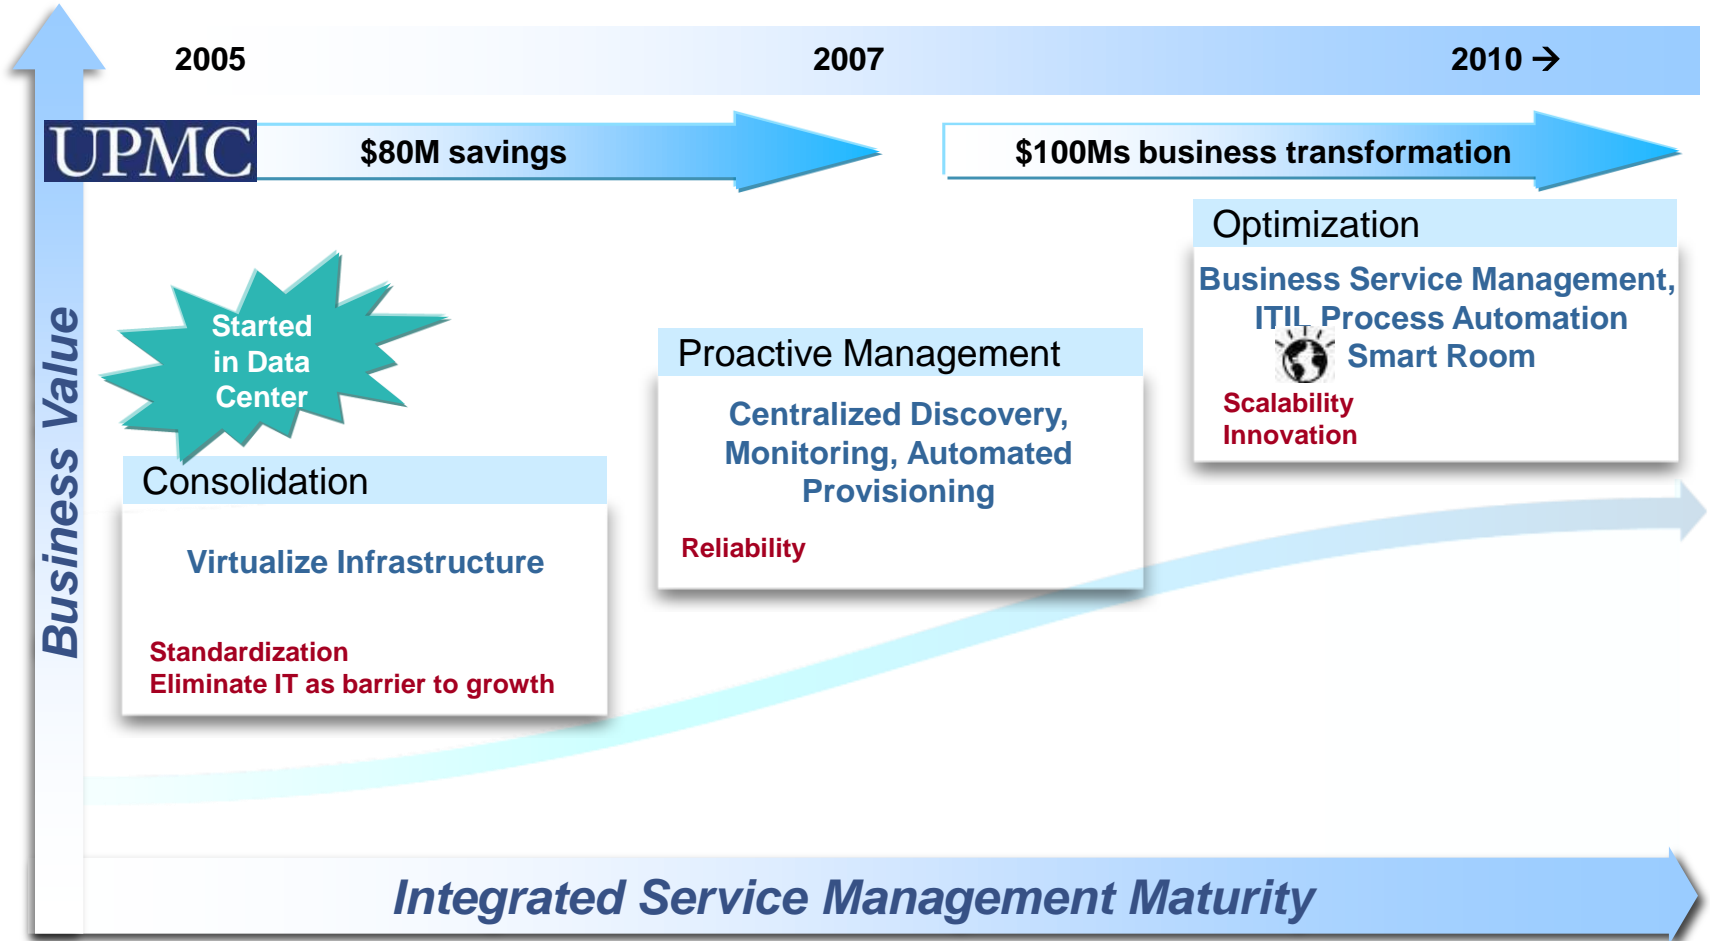 2005
2007
2010 →
UPMC
$80M savings
$100Ms business transformation
Optimization
Business Service Management,
ITIL Process Automation
Smart Room
Scalability
Innovation
Started
in Data
Center
Proactive Management
Centralized Discovery,
Monitoring, Automated
Provisioning
Reliability
Consolidation
Virtualize Infrastructure
Standardization
Eliminate IT as barrier to growth
Business Value
Integrated Service Management Maturity